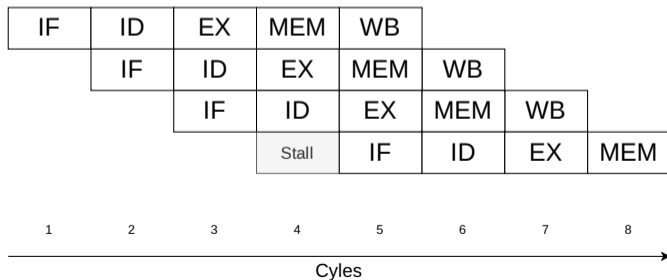 IF ID EX MEM WB
IF ID EX MEM WB
IF ID EX MEM WB
Stall IF ID EX MEM
1 2 3 4 5 6 7 8
Cyles